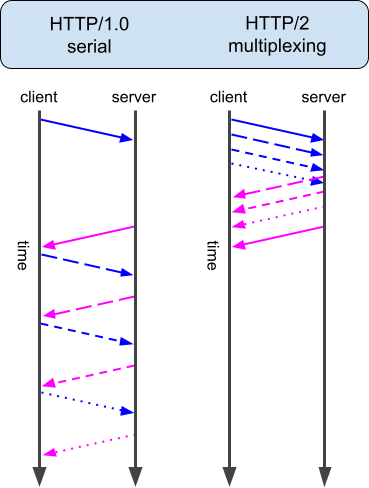 HTTP/1.0
serial
HTTP/2
multiplexing
client
server
client
server
time
time